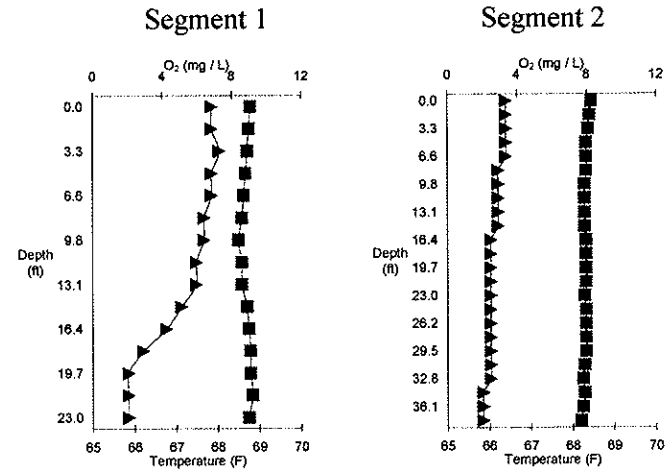 Segment 1
Segment 2
O₂ (mg / L)
0 4 8 12
0.0
3.3
6.6
9.8
13.1
16.4
19.7
23.0
Depth
(ft)
65 66 67 68 69 70
Temperature (F)
O₂ (mg / L)
0 4 8 12
0.0
3.3
6.6
9.8
13.1
16.4
19.7
23.0
26.2
29.5
32.8
36.1
Depth
(ft)
65 66 67 68 69 70
Temperature (F)